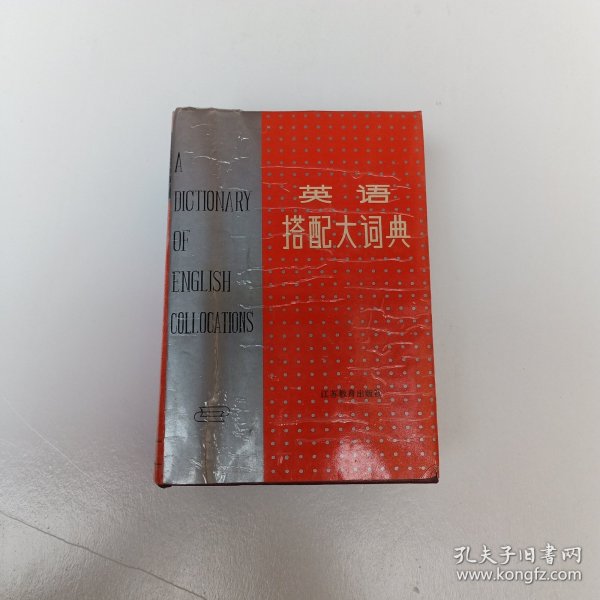 A
DICTIONARY
OF
ENGLISH
COLLOCATIONS
英语
搭配大词典
江苏教育出版社
孔夫子旧书网
www.kongfz.com